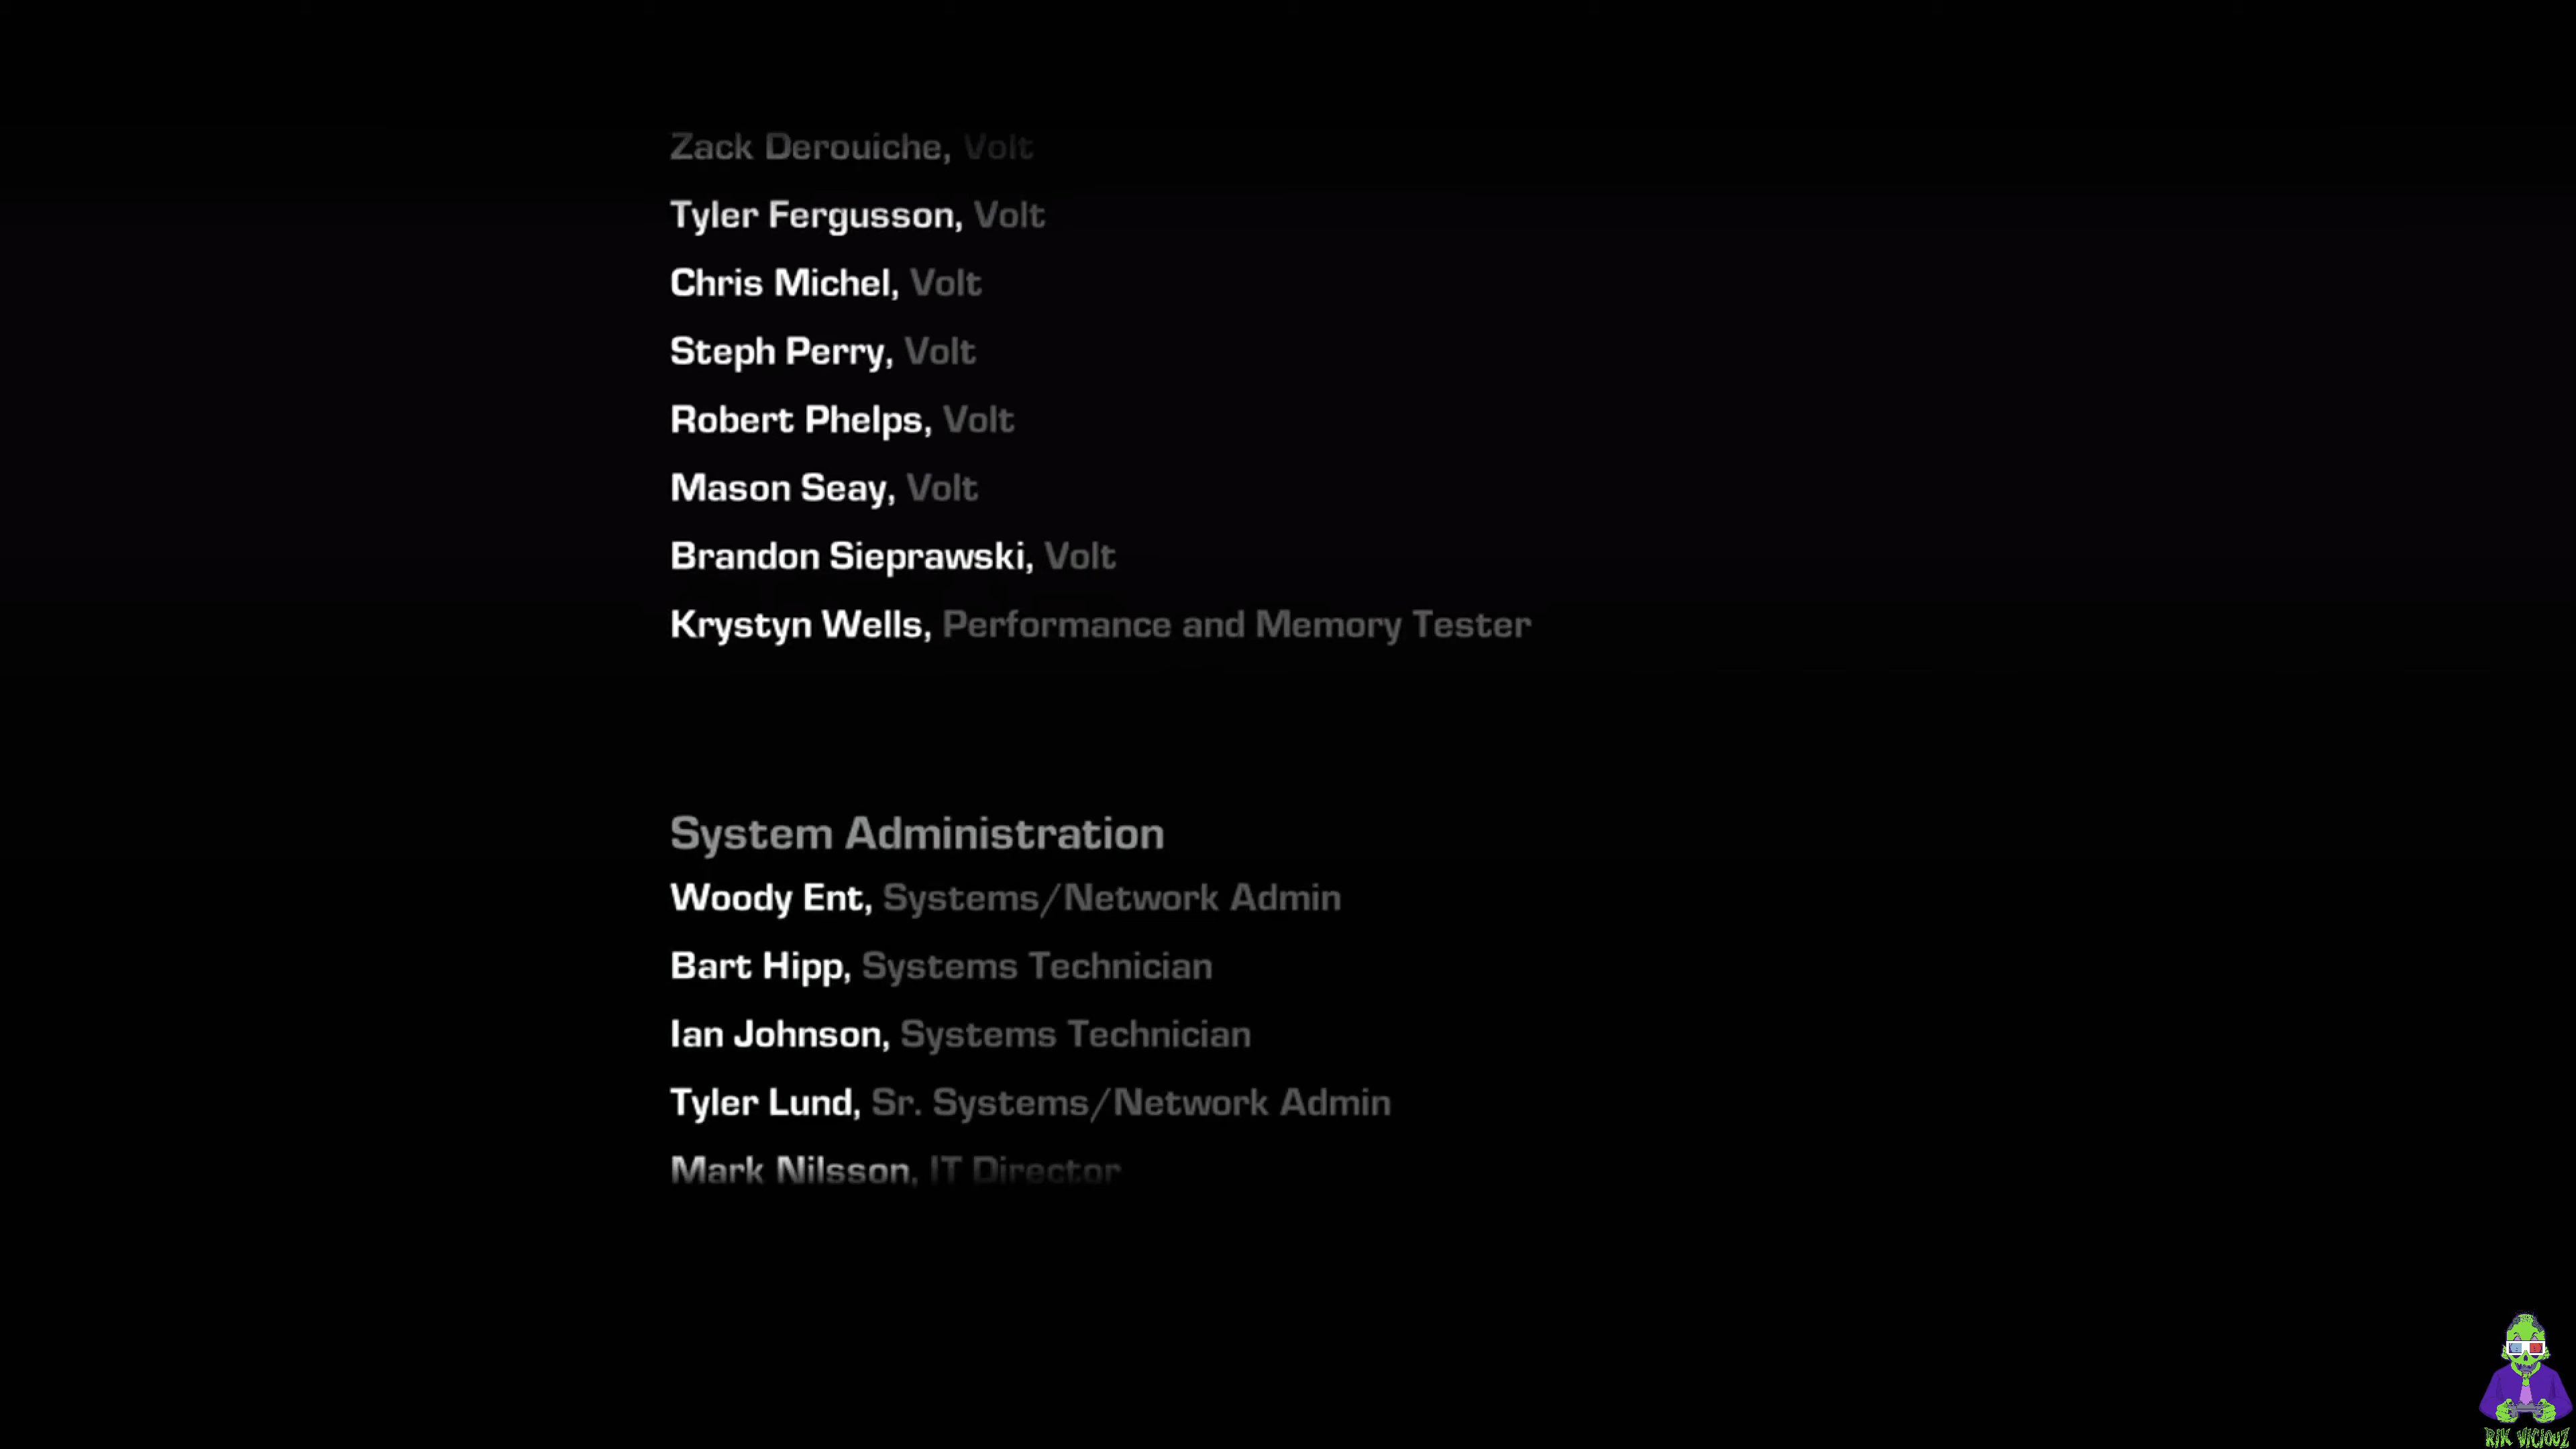 Zack Derouiche, Volt
Tyler Fergusson, Volt
Chris Michel, Volt
Steph Perry, Volt
Robert Phelps, Volt
Mason Seay, Volt
Brandon Sieprawski, Volt
Krystyn Wells, Performance and Memory Tester
System Administration
Woody Ent, Systems/Network Admin
Bart Hipp, Systems Technician
Ian Johnson, Systems Technician
Tyler Lund, Sr. Systems/Network Admin
Mark Nilsson, IT Director
RIK VICIOUZ